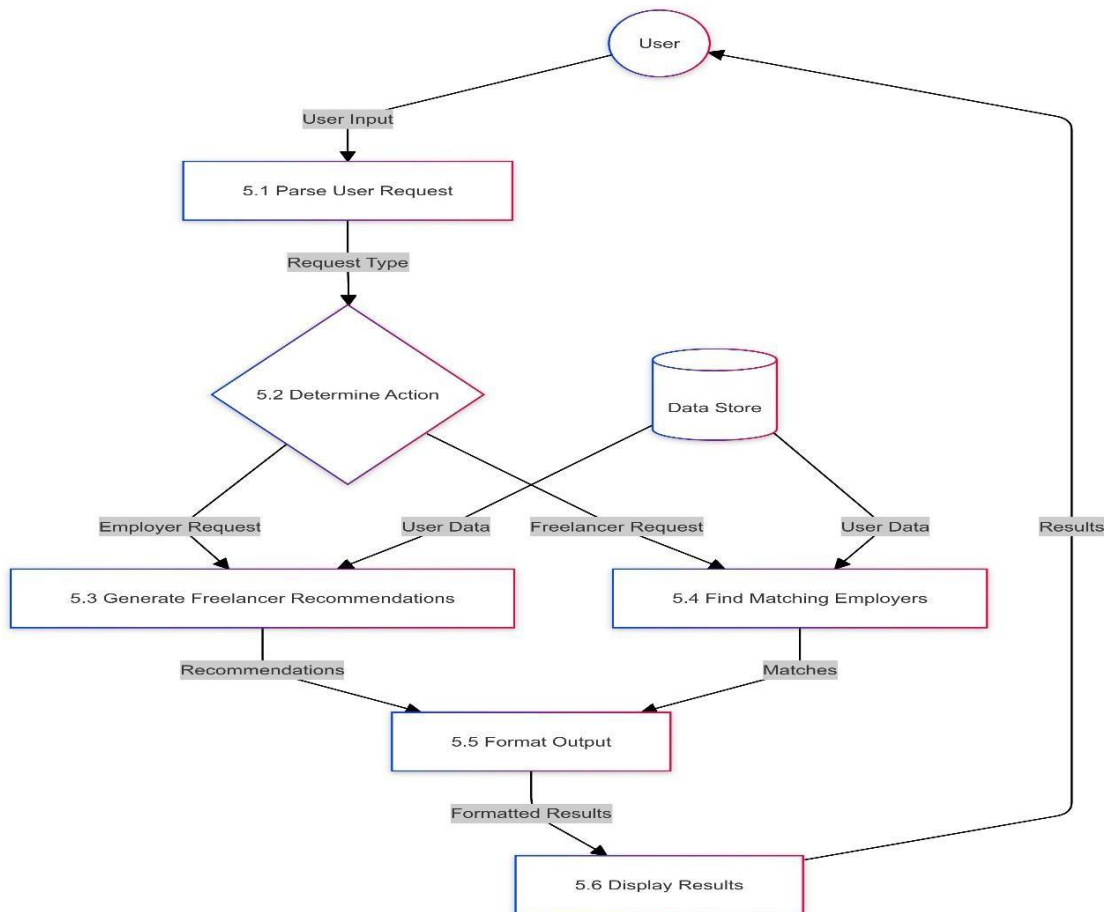 User
User Input
5.1 Parse User Request
Request Type
5.2 Determine Action
Data Store
Employer Request
User Data
Freelancer Request
User Data
Results
5.3 Generate Freelancer Recommendations
5.4 Find Matching Employers
Recommendations
Matches
5.5 Format Output
Formatted Results
5.6 Display Results